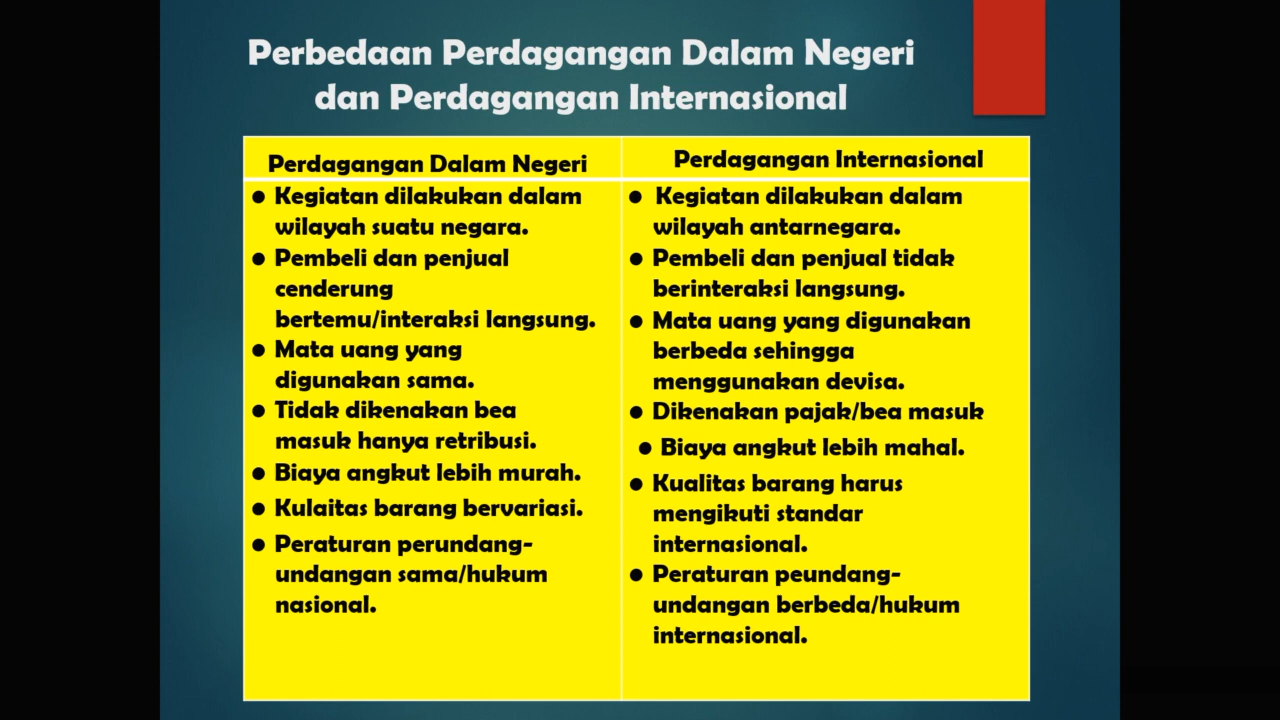 Perbedaan Perdagangan Dalam Negeri
dan Perdagangan Internasional
Perdagangan Dalam Negeri
● Kegiatan dilakukan dalam
wilayah suatu negara.
● Pembeli dan penjual
cenderung
bertemu/interaksi langsung.
● Mata uang yang
digunakan sama.
● Tidak dikenakan bea
masuk hanya retribusi.
● Biaya angkut lebih murah.
● Kulaitas barang bervariasi.
● Peraturan perundang-
undangan sama/hukum
nasional.
Perdagangan Internasional
● Kegiatan dilakukan dalam
wilayah antarnegara.
● Pembeli dan penjual tidak
berinteraksi langsung.
● Mata uang yang digunakan
berbeda sehingga
menggunakan devisa.
● Dikenakan pajak/bea masuk
● Biaya angkut lebih mahal.
● Kualitas barang harus
mengikuti standar
internasional.
● Peraturan peundang-
undangan berbeda/hukum
internasional.